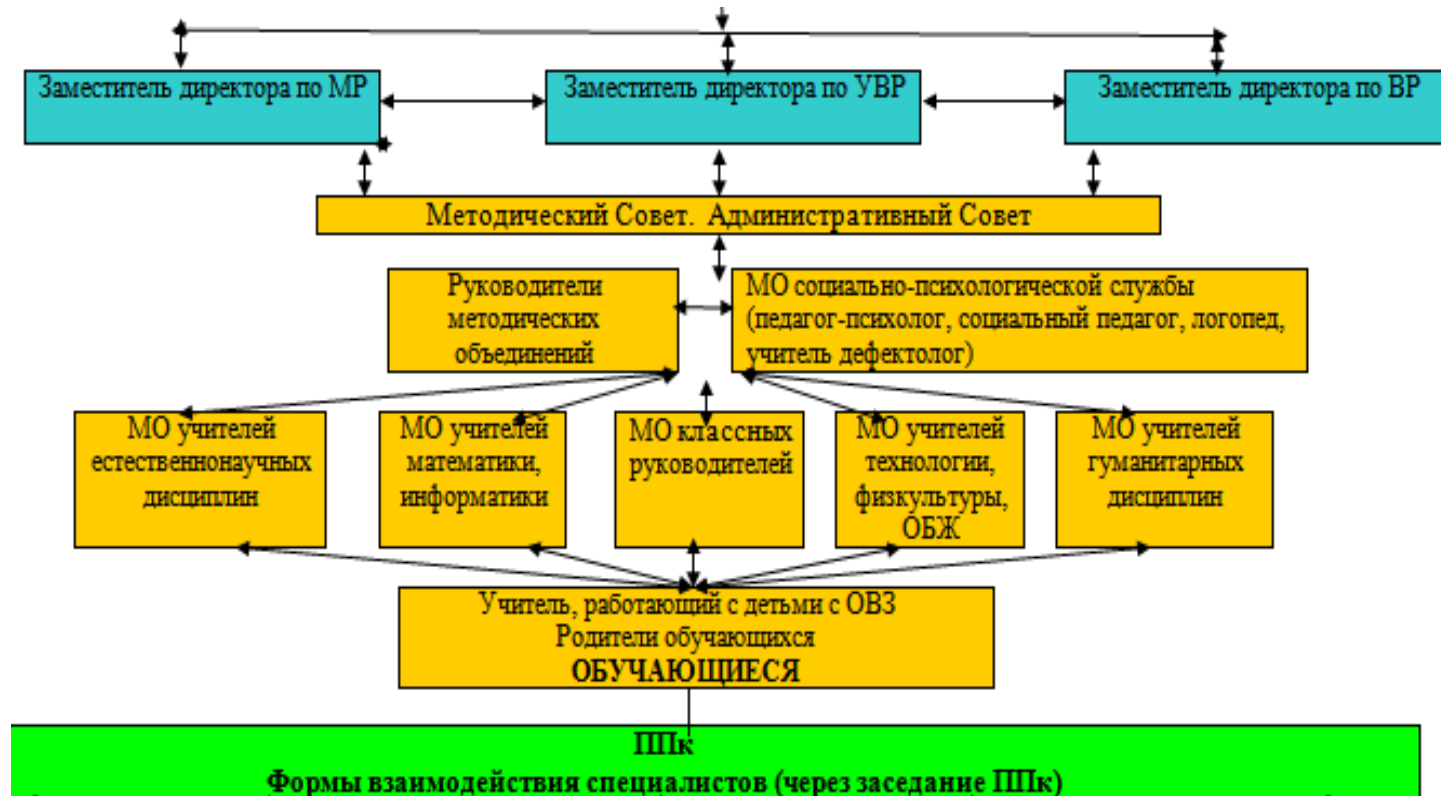 Заместитель директора по МР
Заместитель директора по УВР
Заместитель директора по ВР
Методический Совет. Административный Совет
Руководители
методических
объединений
МО социально-психологической службы
(педагог-психолог, социальный педагог, логопед,
учитель дефектолог)
МО учителей
естественнонаучных
дисциплин
МО учителей
математики,
информатики
МО классных
руководителей
МО учителей
технологии,
физкультуры,
ОБЖ
МО учителей
гуманитарных
дисциплин
Учитель, работающий с детьми с ОВЗ
Родители обучающихся
ОБУЧАЮЩИЕСЯ
ППк
Формы взаимодействия специалистов (через заседание ППк)